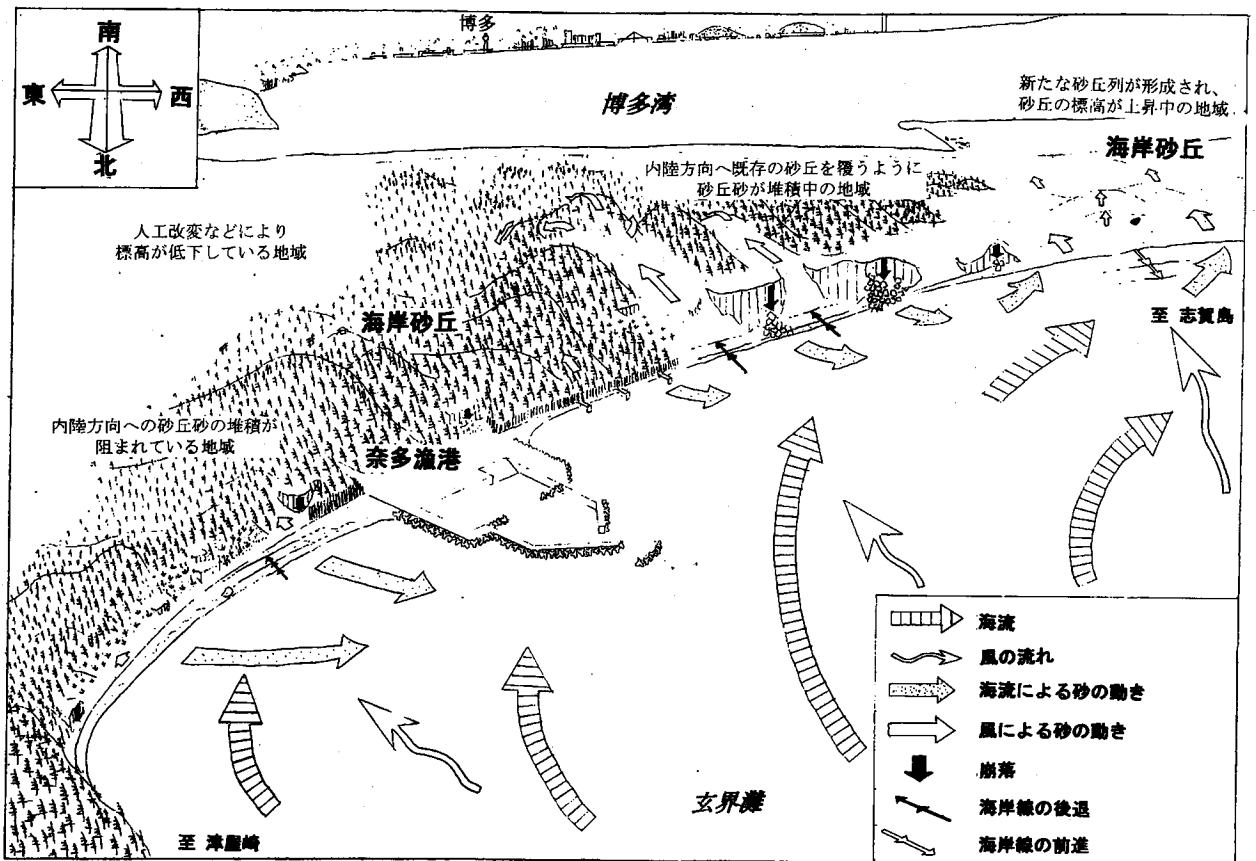 南
東
西
北
博多
博多湾
新たな砂丘列が形成され、
砂丘の標高が上昇中の地域
海岸砂丘
内陸方向へ既存の砂丘を覆うように
砂丘砂が堆積中の地域
人工改変などにより
標高が低下している地域
海岸砂丘
至 志賀島
内陸方向への砂丘砂の堆積が
阻まれている地域
奈多漁港
玄界灘
至 津屋崎
海流
風の流れ
海流による砂の動き
風による砂の動き
崩落
海岸線の後退
海岸線の前進